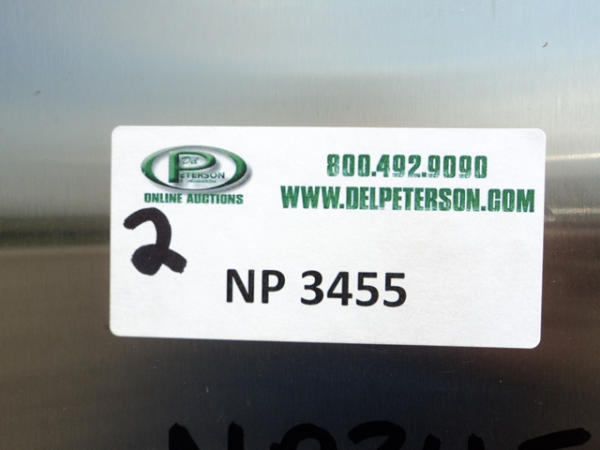 Del
PETERSON
ONLINE AUCTIONS
800.492.9090
WWW.DELPETERSON.COM
2
NP 3455